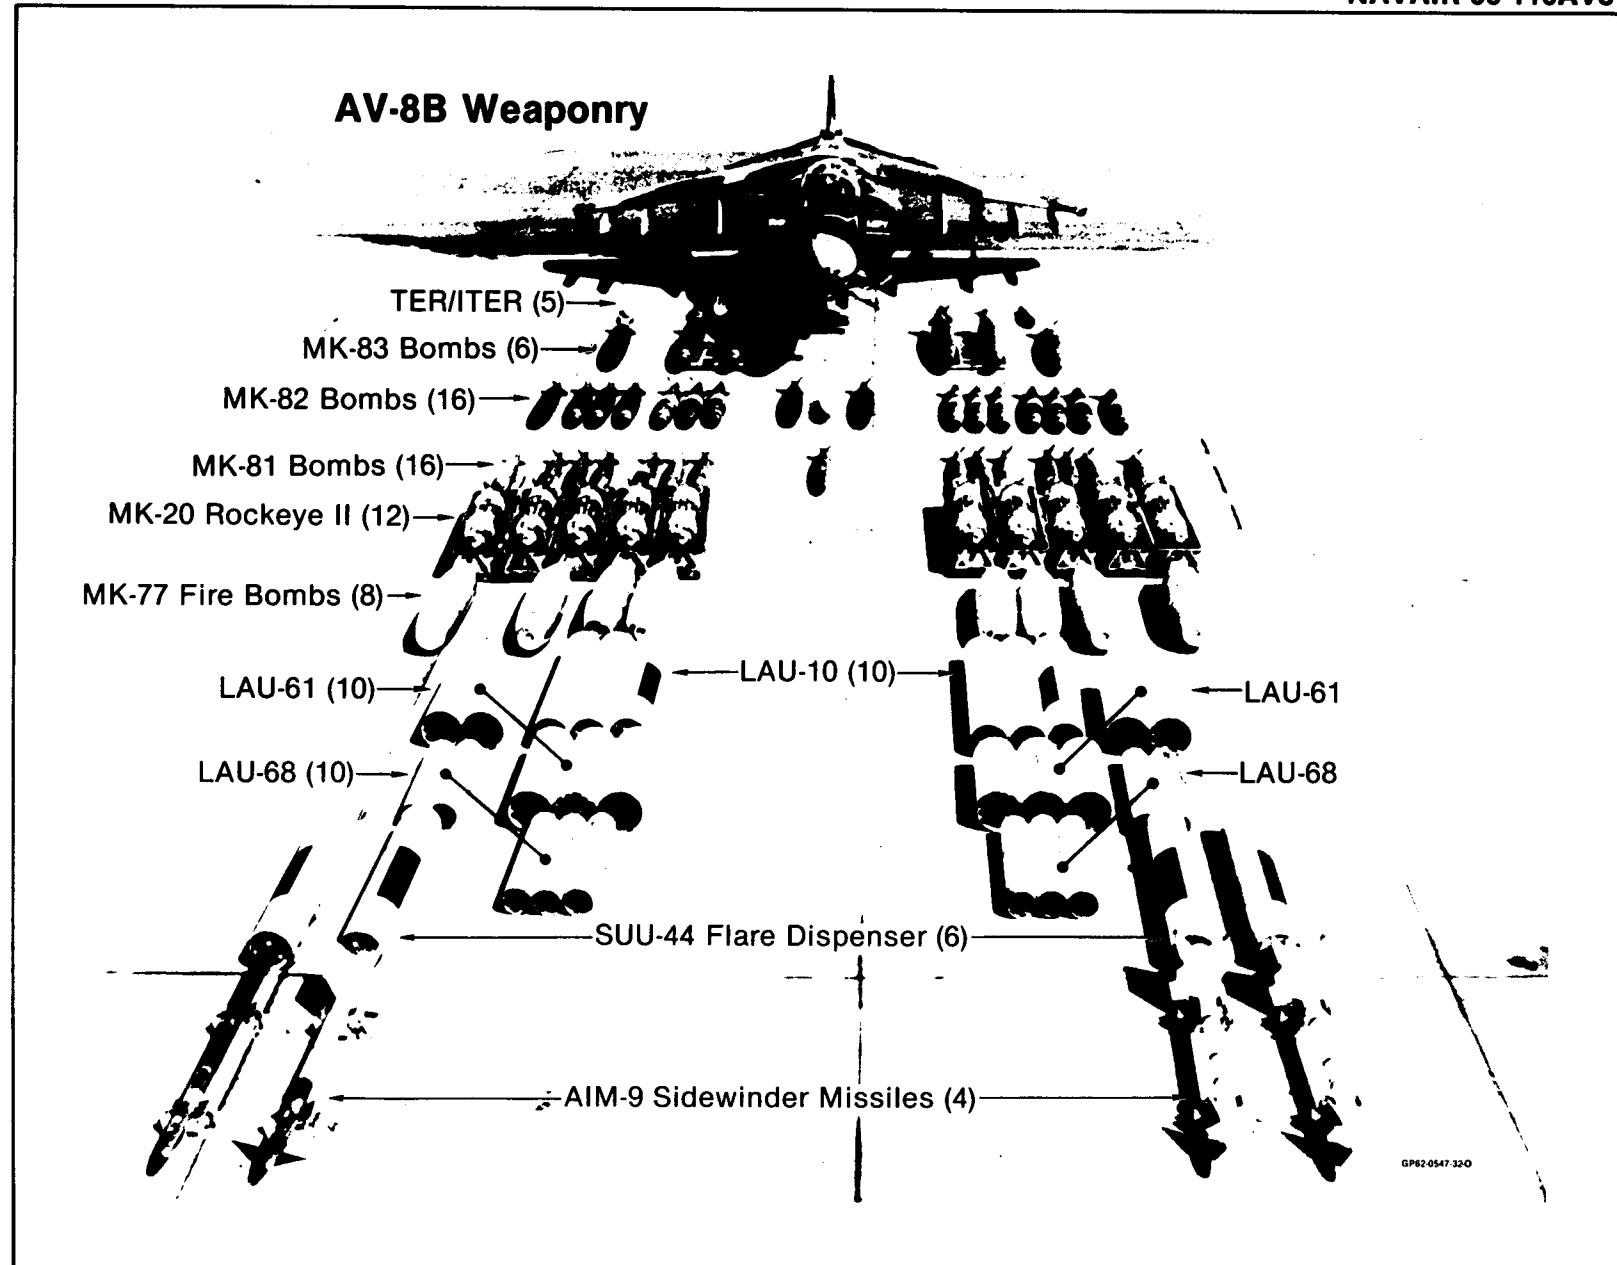 AV-8B Weaponry
TER/ITER (5)
MK-83 Bombs (6)
MK-82 Bombs (16)
MK-81 Bombs (16)
MK-20 Rockeye II (12)
MK-77 Fire Bombs (8)
LAU-10 (10)
LAU-61 (10)
LAU-61
LAU-68 (10)
LAU-68
SUU-44 Flare Dispenser (6)
AIM-9 Sidewinder Missiles (4)
GP62-0547-32-D